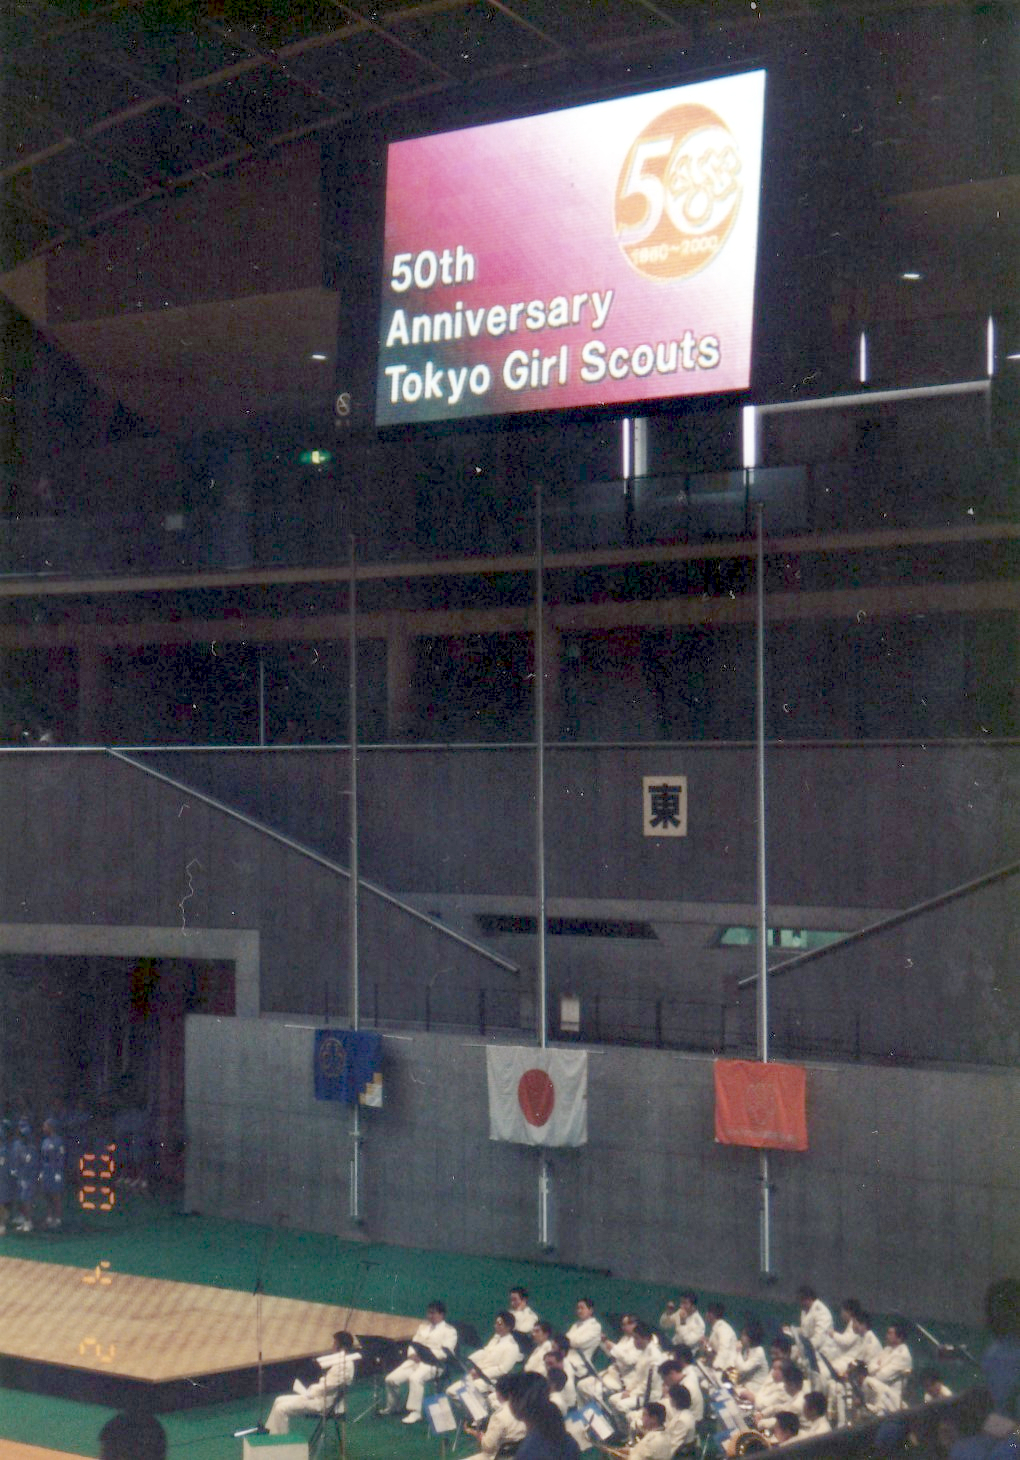 50
1950~2000
50th
Anniversary
Tokyo Girl Scouts
東